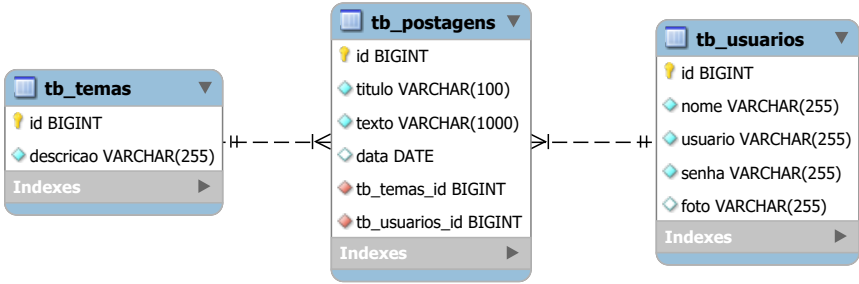 tb_temas
id BIGINT
descricao VARCHAR(255)
Indexes
tb_postagens
id BIGINT
titulo VARCHAR(100)
texto VARCHAR(1000)
data DATE
tb_temas_id BIGINT
tb_usuarios_id BIGINT
Indexes
tb_usuarios
id BIGINT
nome VARCHAR(255)
usuario VARCHAR(255)
senha VARCHAR(255)
foto VARCHAR(255)
Indexes